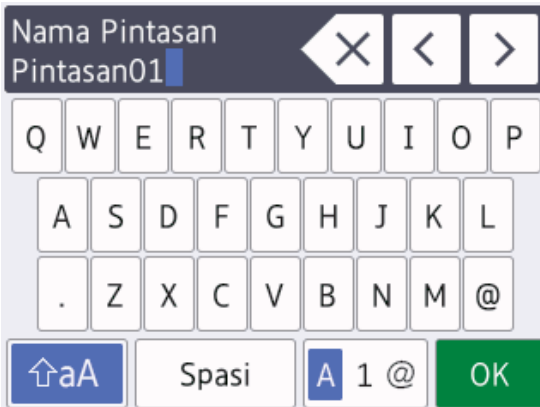 Nama Pintasan
Pintasan01
Q W E R T Y U I O P
A S D F G H J K L
. Z X C V B N M @
⇧aA Spasi A 1 @ OK